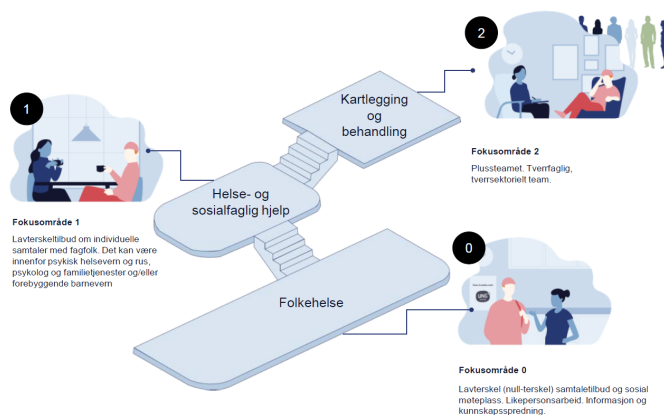 2
Kartlegging
og
behandling
Fokusområde 2
Plussteamet. Tverrfaglig,
tverrsektorielt team.
1
Helse- og
sosialfaglig hjelp
Fokusområde 1
Lavterskeltilbud om individuelle
samtaler med fagfolk. Det kan være
innenfor psykisk helsevern og rus,
psykolog og familietjenester og/eller
forebyggende barnevern
0
Folkehelse
UNG
Fokusområde 0
Lavterskel (null-terskel) samtaletilbud og sosial
møteplass. Likepersonsarbeid. Informasjon og
kunnskapsspredning.